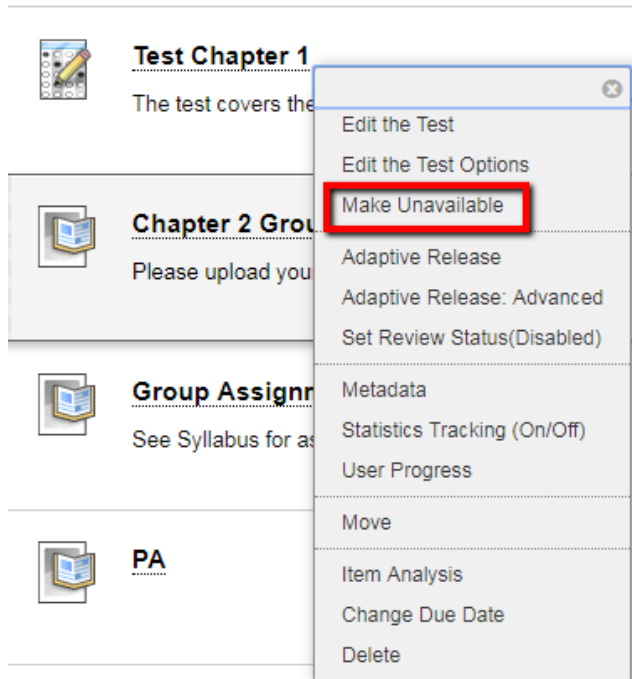 Test Chapter 1
The test covers the
Edit the Test
Edit the Test Options
Make Unavailable
Adaptive Release
Adaptive Release: Advanced
Set Review Status(Disabled)
Metadata
Statistics Tracking (On/Off)
User Progress
Move
Item Analysis
Change Due Date
Delete
Chapter 2 Grou
Please upload you
Group Assignm
See Syllabus for as
PA